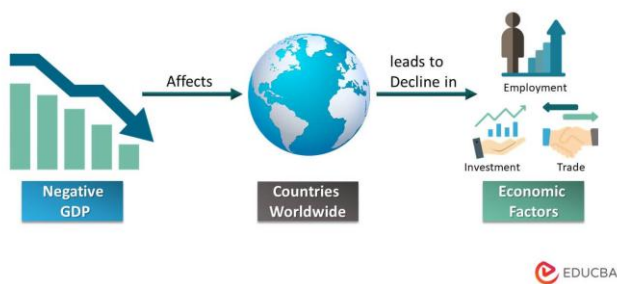 Affects
leads to
Decline in
Employment
Investment
Trade
Negative
GDP
Countries
Worldwide
Economic
Factors
EDUCBA